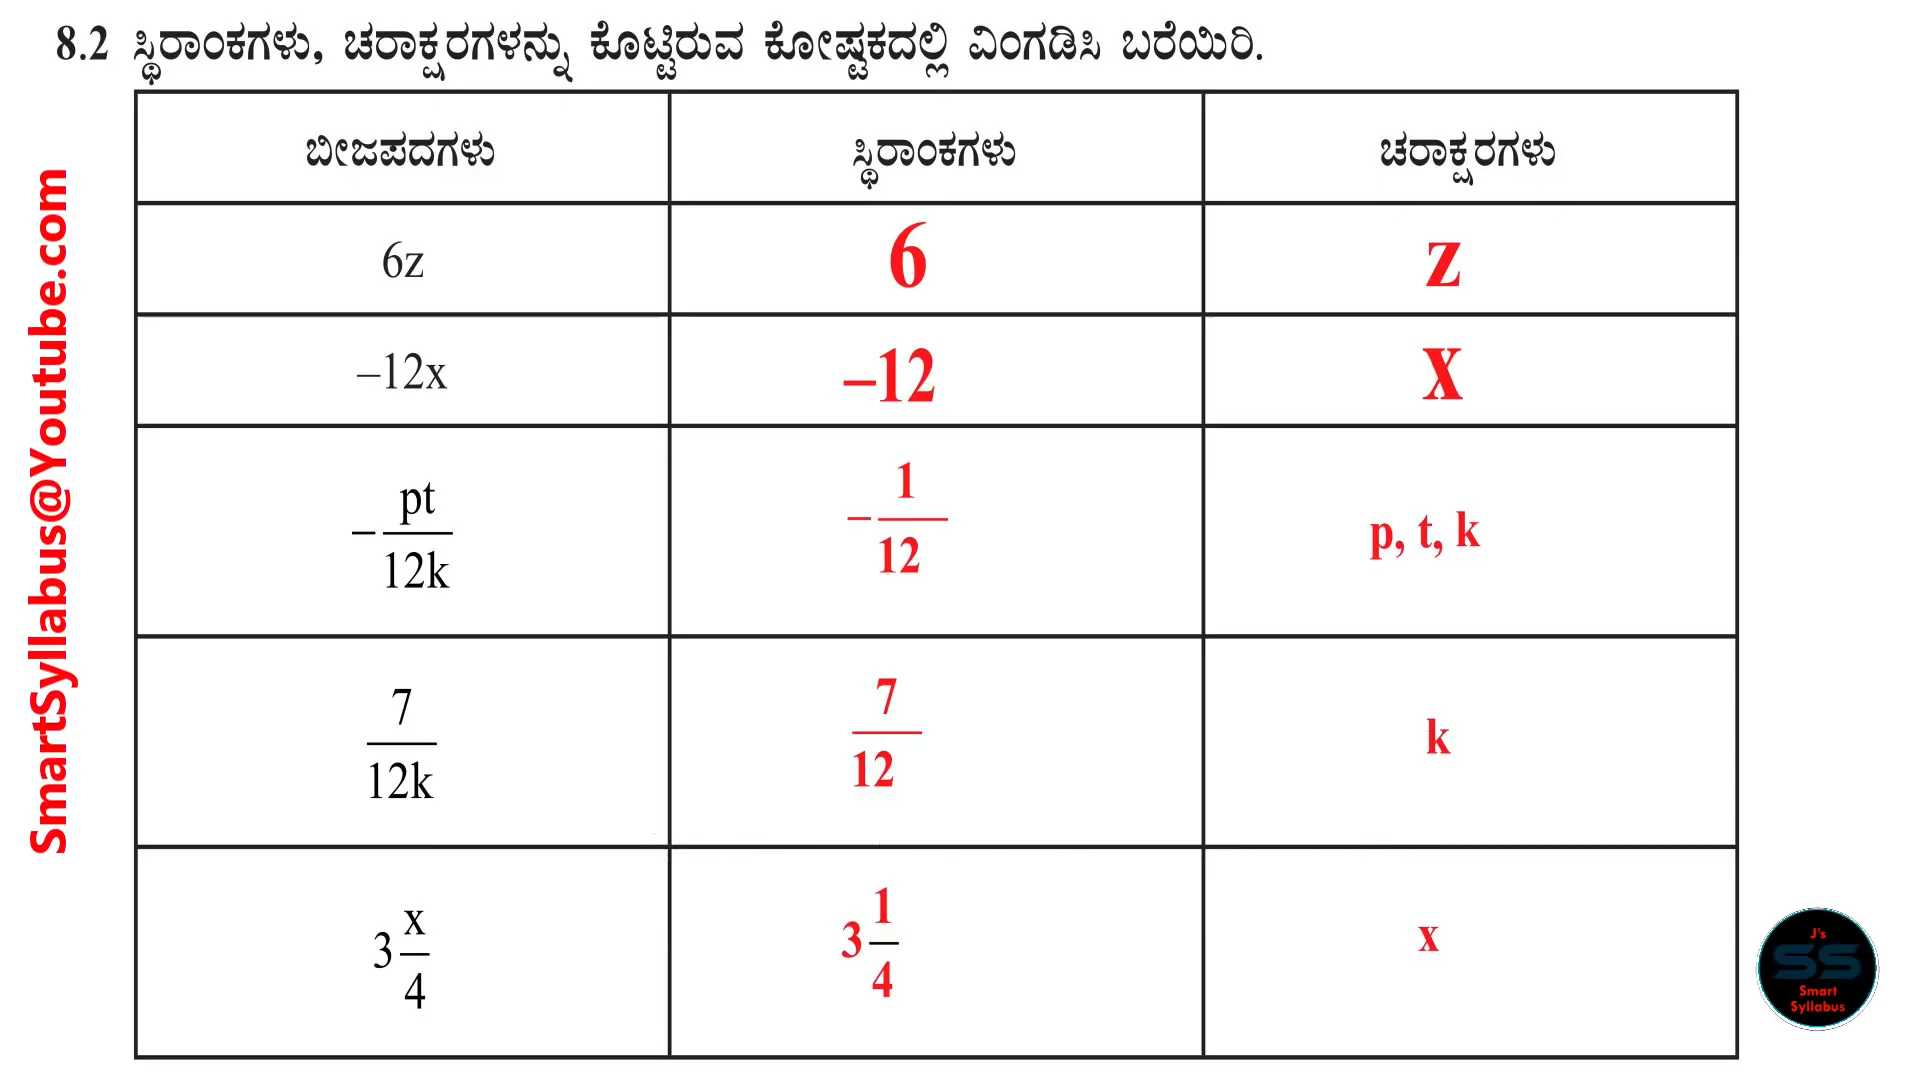 8.2 ಸ್ಥಿರಾಂಕಗಳು, ಚರಾಕ್ಷರಗಳನ್ನು ಕೊಟ್ಟಿರುವ ಕೋಷ್ಟಕದಲ್ಲಿ ವಿಂಗಡಿಸಿ ಬರೆಯಿರಿ.
ಬೀಜಪದಗಳು ಸ್ಥಿರಾಂಕಗಳು ಚರಾಕ್ಷರಗಳು
6z 6 z
–12x –12 x
– pt/12k – 1/12 p, t, k
7/12k 7/12 k
3 x/4 3 1/4 x
SmartSyllabus@Youtube.com
J's
SS
Smart
Syllabus